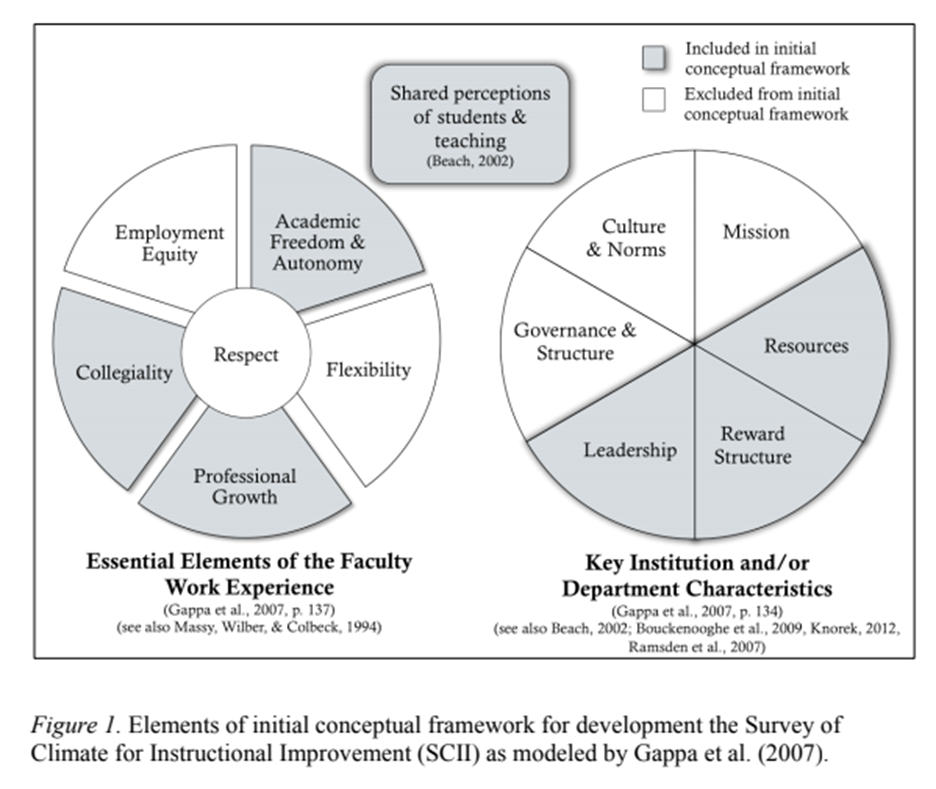 Included in initial
conceptual framework
Excluded from initial
conceptual framework
Shared perceptions
of students &
teaching
(Beach, 2002)
Employment
Equity
Academic
Freedom &
Autonomy
Collegiality
Respect
Flexibility
Professional
Growth
Essential Elements of the Faculty
Work Experience
(Gappa et al., 2007, p. 137)
(see also Massy, Wilber, & Colbeck, 1994)
Culture
& Norms
Mission
Governance &
Structure
Resources
Leadership
Reward
Structure
Key Institution and/or
Department Characteristics
(Gappa et al., 2007, p. 134)
(see also Beach, 2002; Bouckenooghe et al., 2009, Knorek, 2012,
Ramsden et al., 2007)
Figure 1. Elements of initial conceptual framework for development the Survey of
Climate for Instructional Improvement (SCII) as modeled by Gappa et al. (2007).